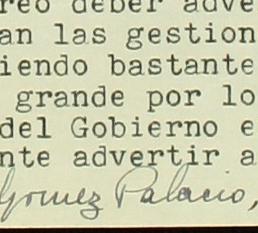 reo deber adve
an las gestion
iendo bastante
grande por lo
del Gobierno e
nte advertir a
Gomez Palacio,